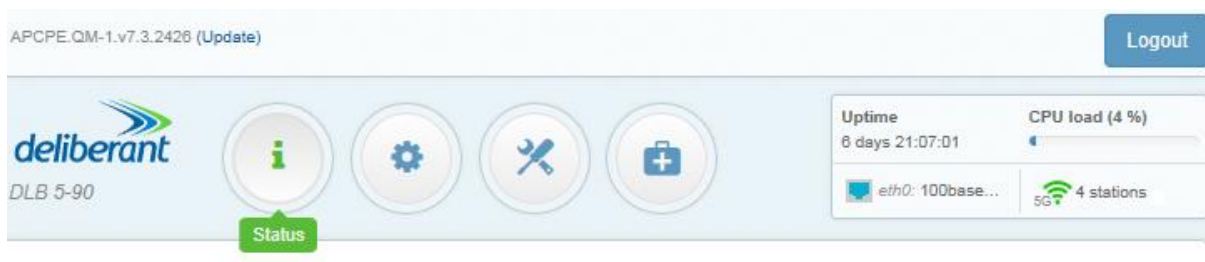 APCPE.QM-1.v7.3.2426 (Update)
Logout
deliberant
DLB 5-90
Status
Uptime
6 days 21:07:01
CPU load (4 %)
eth0: 100base...
5G 4 stations